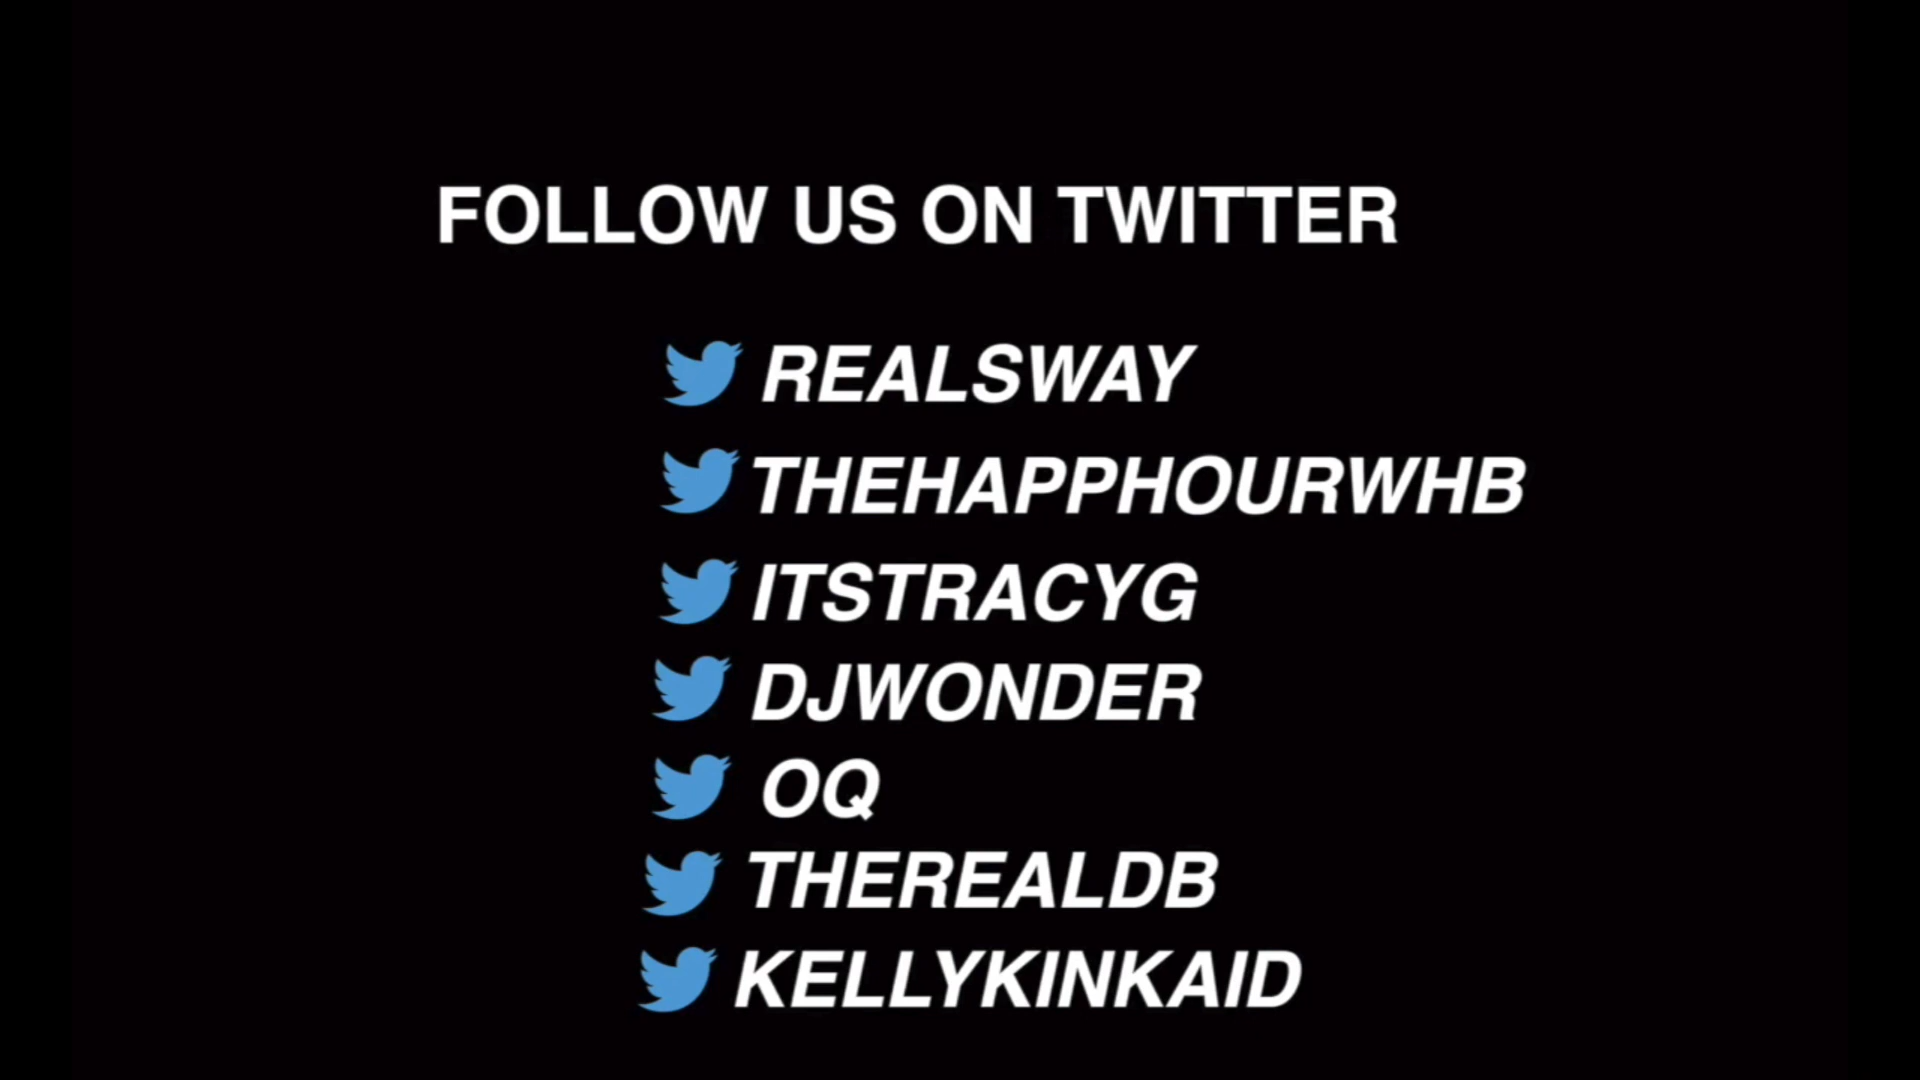 FOLLOW US ON TWITTER
REALSWAY
THEHAPPHOURWHB
ITSTRACYG
DJWONDER
OQ
THEREALDB
KELLYKINKAID